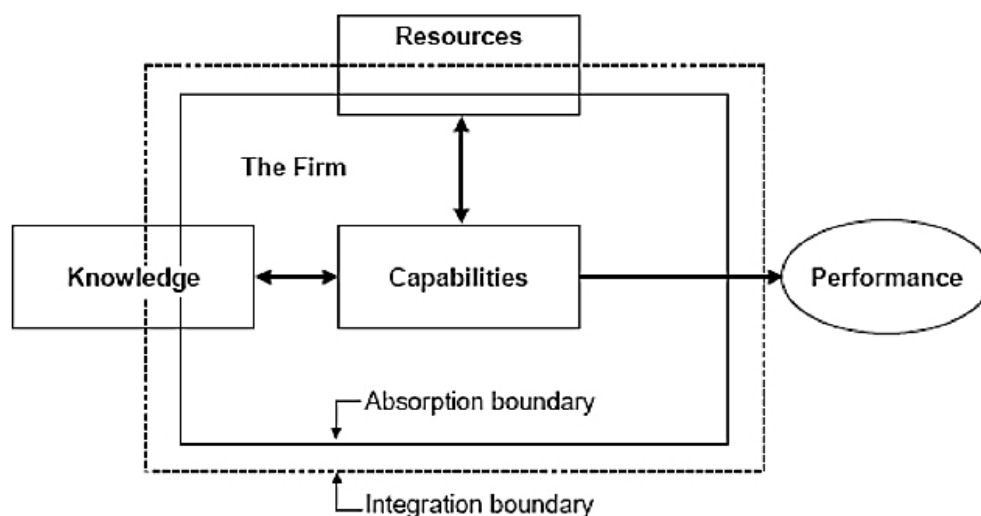 Resources
The Firm
Knowledge
Capabilities
Performance
Absorption boundary
Integration boundary